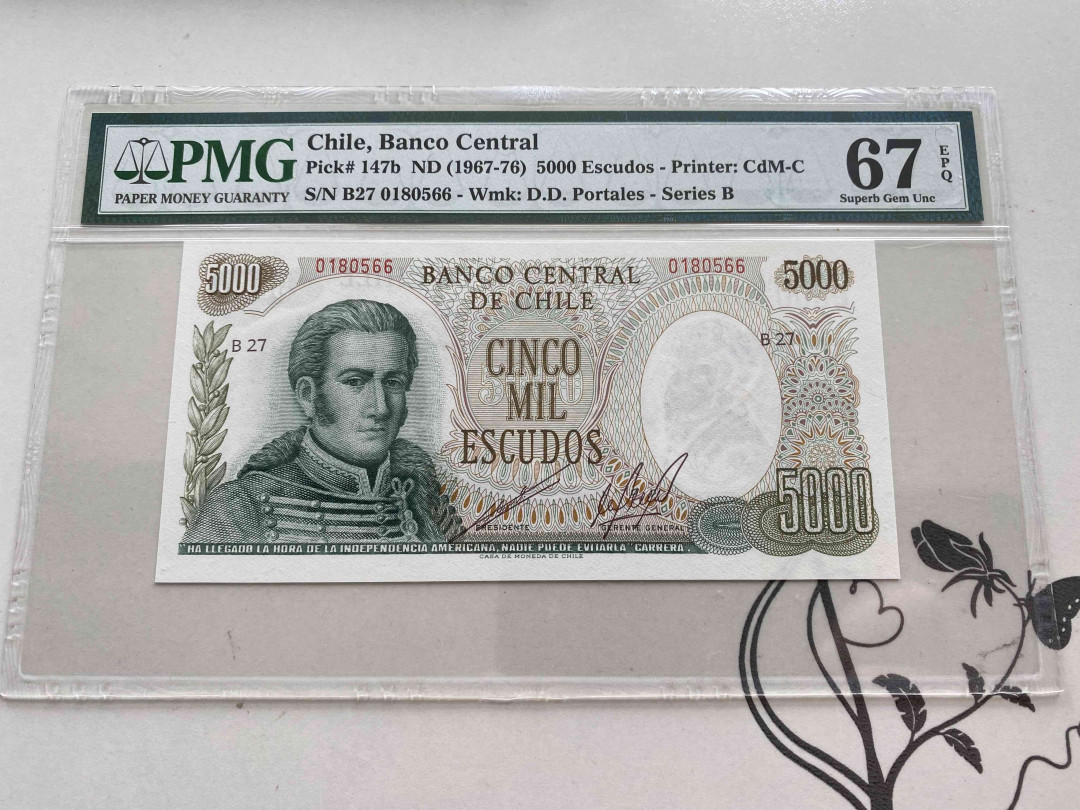 PMG
PAPER MONEY GUARANTY
Chile, Banco Central
Pick# 147b ND (1967-76) 5000 Escudos - Printer: CdM-C
S/N B27 0180566 - Wmk: D.D. Portales - Series B
67
EPQ
Superb Gem Unc
5000
0180566
BANCO CENTRAL
DE CHILE
0180566
5000
B 27
B 27
CINCO
MIL
ESCUDOS
PRESIDENTE
GERENTE GENERAL
5000
"HA LLEGADO LA HORA DE LA INDEPENDENCIA AMERICANA, NADIE PUEDE EVITARLA" CARRERA.
CASA DE MONEDA DE CHILE